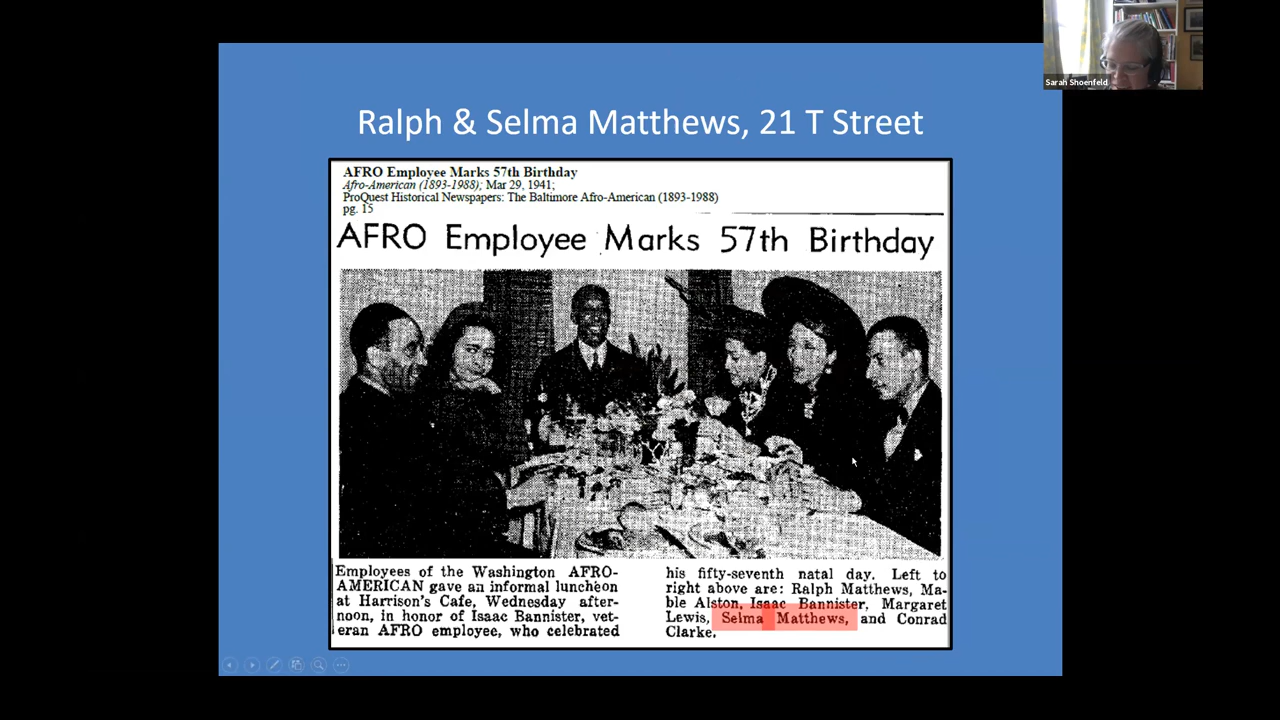 Sarah Shoenfeld
Ralph & Selma Matthews, 21 T Street
AFRO Employee Marks 57th Birthday
Afro-American (1893-1988); Mar 29, 1941;
ProQuest Historical Newspapers: The Baltimore Afro-American (1893-1988)
pg. 15
AFRO Employee Marks 57th Birthday
Employees of the Washington AFRO-
AMERICAN gave an informal luncheon
at Harrison's Cafe, Wednesday after-
noon, in honor of Isaac Bannister, vet-
eran AFRO employee, who celebrated
his fifty-seventh natal day. Left to
right above are: Ralph Matthews, Ma-
ble Alston, Isaac Bannister, Margaret
Lewis, Selma Matthews, and Conrad
Clarke.